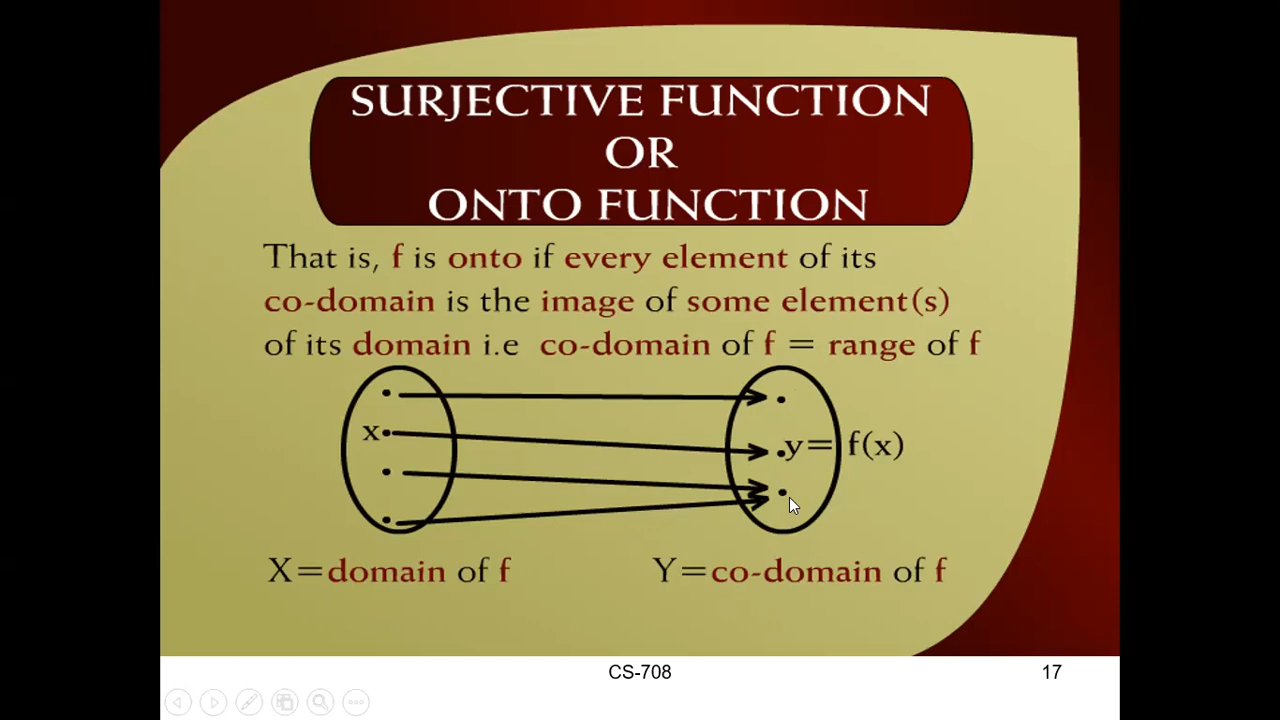 SURJECTIVE FUNCTION
OR
ONTO FUNCTION
That is, f is onto if every element of its
co-domain is the image of some element(s)
of its domain i.e co-domain of f = range of f
x
y= f(x)
X=domain of f
Y=co-domain of f
CS-708
17